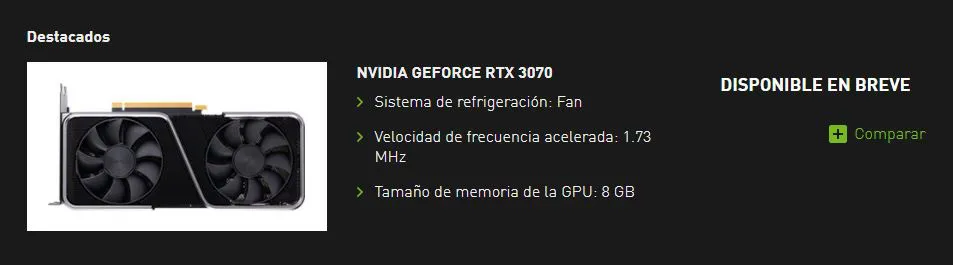 Destacados
NVIDIA GEFORCE RTX 3070
Sistema de refrigeración: Fan
Velocidad de frecuencia acelerada: 1.73
MHz
Tamaño de memoria de la GPU: 8 GB
DISPONIBLE EN BREVE
Comparar